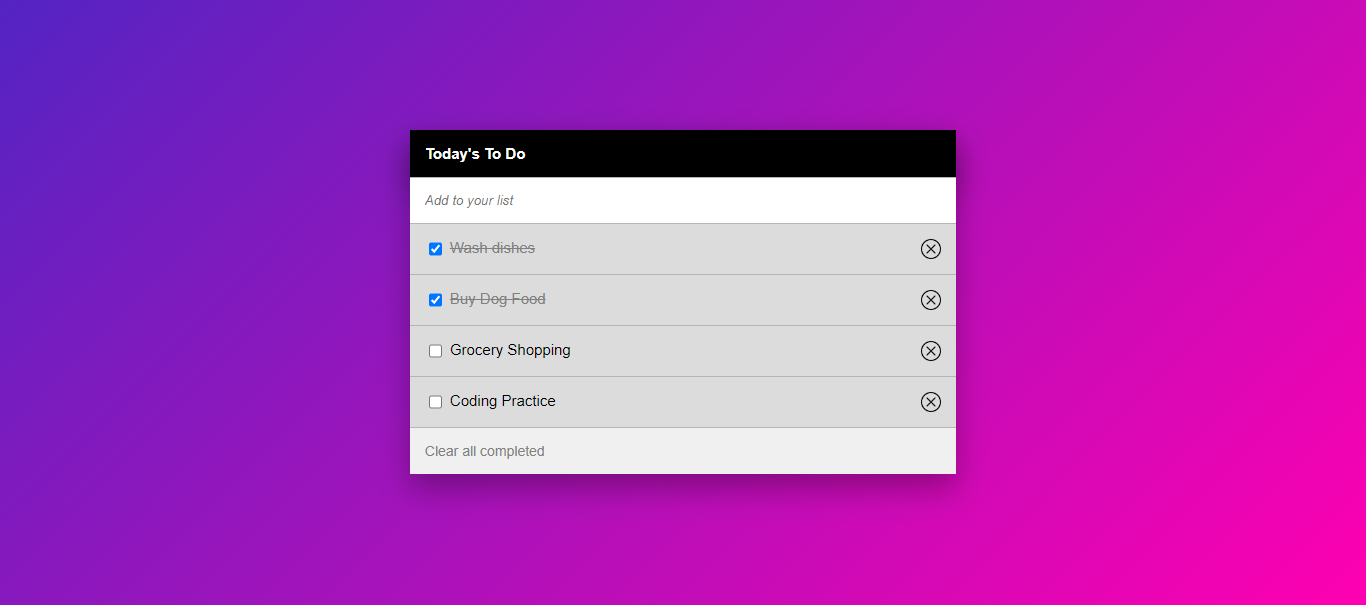 Today's To Do
Add to your list
Wash dishes
Buy Dog Food
Grocery Shopping
Coding Practice
Clear all completed